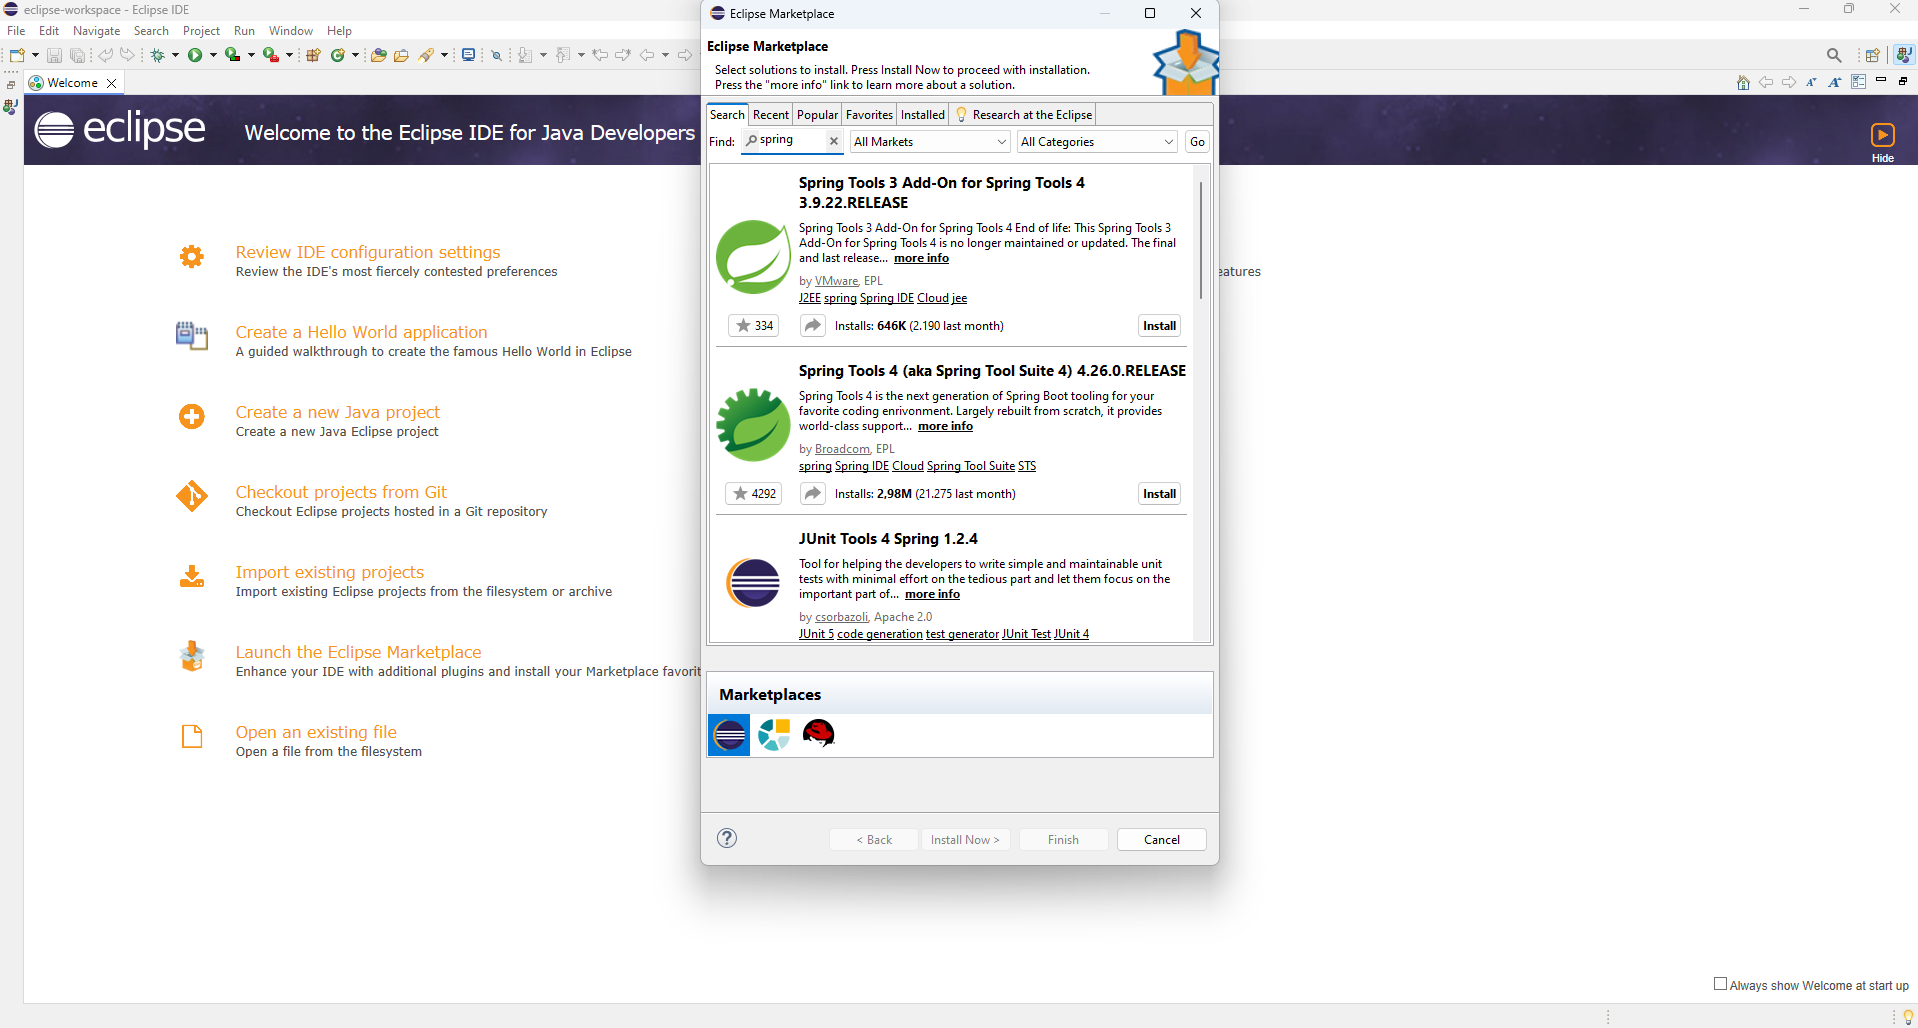 eclipse-workspace - Eclipse IDE
File Edit Navigate Search Project Run Window Help
Welcome
eclipse
Welcome to the Eclipse IDE for Java Developers
Hide
Review IDE configuration settings
Review the IDE's most fiercely contested preferences
eatures
Create a Hello World application
A guided walkthrough to create the famous Hello World in Eclipse
Create a new Java project
Create a new Java Eclipse project
Checkout projects from Git
Checkout Eclipse projects hosted in a Git repository
Import existing projects
Import existing Eclipse projects from the filesystem or archive
Launch the Eclipse Marketplace
Enhance your IDE with additional plugins and install your Marketplace favorit
Open an existing file
Open a file from the filesystem
Always show Welcome at start up
Eclipse Marketplace
Eclipse Marketplace
Select solutions to install. Press Install Now to proceed with installation.
Press the "more info" link to learn more about a solution.
Search Recent Popular Favorites Installed Research at the Eclipse
Find: spring All Markets All Categories Go
Spring Tools 3 Add-On for Spring Tools 4
3.9.22.RELEASE
Spring Tools 3 Add-On for Spring Tools 4 End of life: This Spring Tools 3
Add-On for Spring Tools 4 is no longer maintained or updated. The final
and last release... more info
by VMware, EPL
J2EE spring Spring IDE Cloud jee
334 Installs: 646K (2.190 last month) Install
Spring Tools 4 (aka Spring Tool Suite 4) 4.26.0.RELEASE
Spring Tools 4 is the next generation of Spring Boot tooling for your
favorite coding enrivonment. Largely rebuilt from scratch, it provides
world-class support... more info
by Broadcom, EPL
spring Spring IDE Cloud Spring Tool Suite STS
4292 Installs: 2,98M (21.275 last month) Install
JUnit Tools 4 Spring 1.2.4
Tool for helping the developers to write simple and maintainable unit
tests with minimal effort on the tedious part and let them focus on the
important part of... more info
by csorbazoli, Apache 2.0
JUnit 5 code generation test generator JUnit Test JUnit 4
Marketplaces
< Back Install Now > Finish Cancel